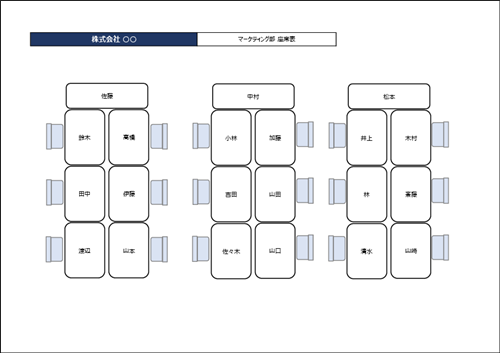 株式会社 〇〇
マーケティング部 座席表
佐藤 中村 松本
鈴木 高橋 小林 加藤 井上 木村
田中 伊藤 吉田 山田 林 斎藤
渡辺 山本 佐々木 山口 清水 山崎